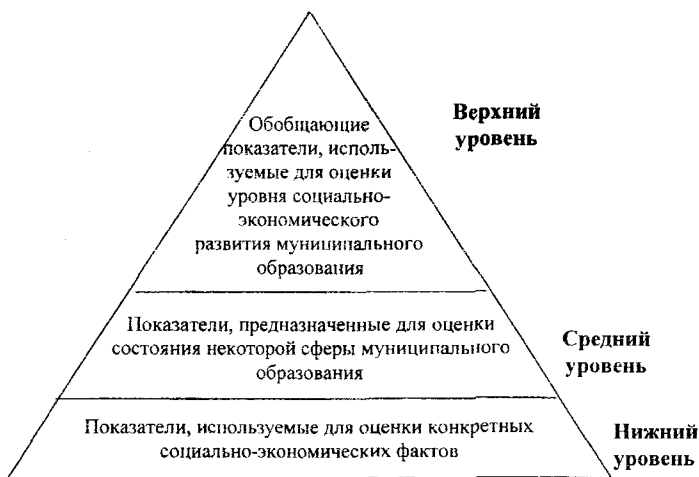 Обобщающие
показатели, исполь-
зуемые для оценки
уровня социально-
экономического
развития муниципального
образования
Верхний
уровень
Показатели, предназначенные для оценки
состояния некоторой сферы муниципального
образования
Средний
уровень
Показатели, используемые для оценки конкретных
социально-экономических фактов
Нижний
уровень